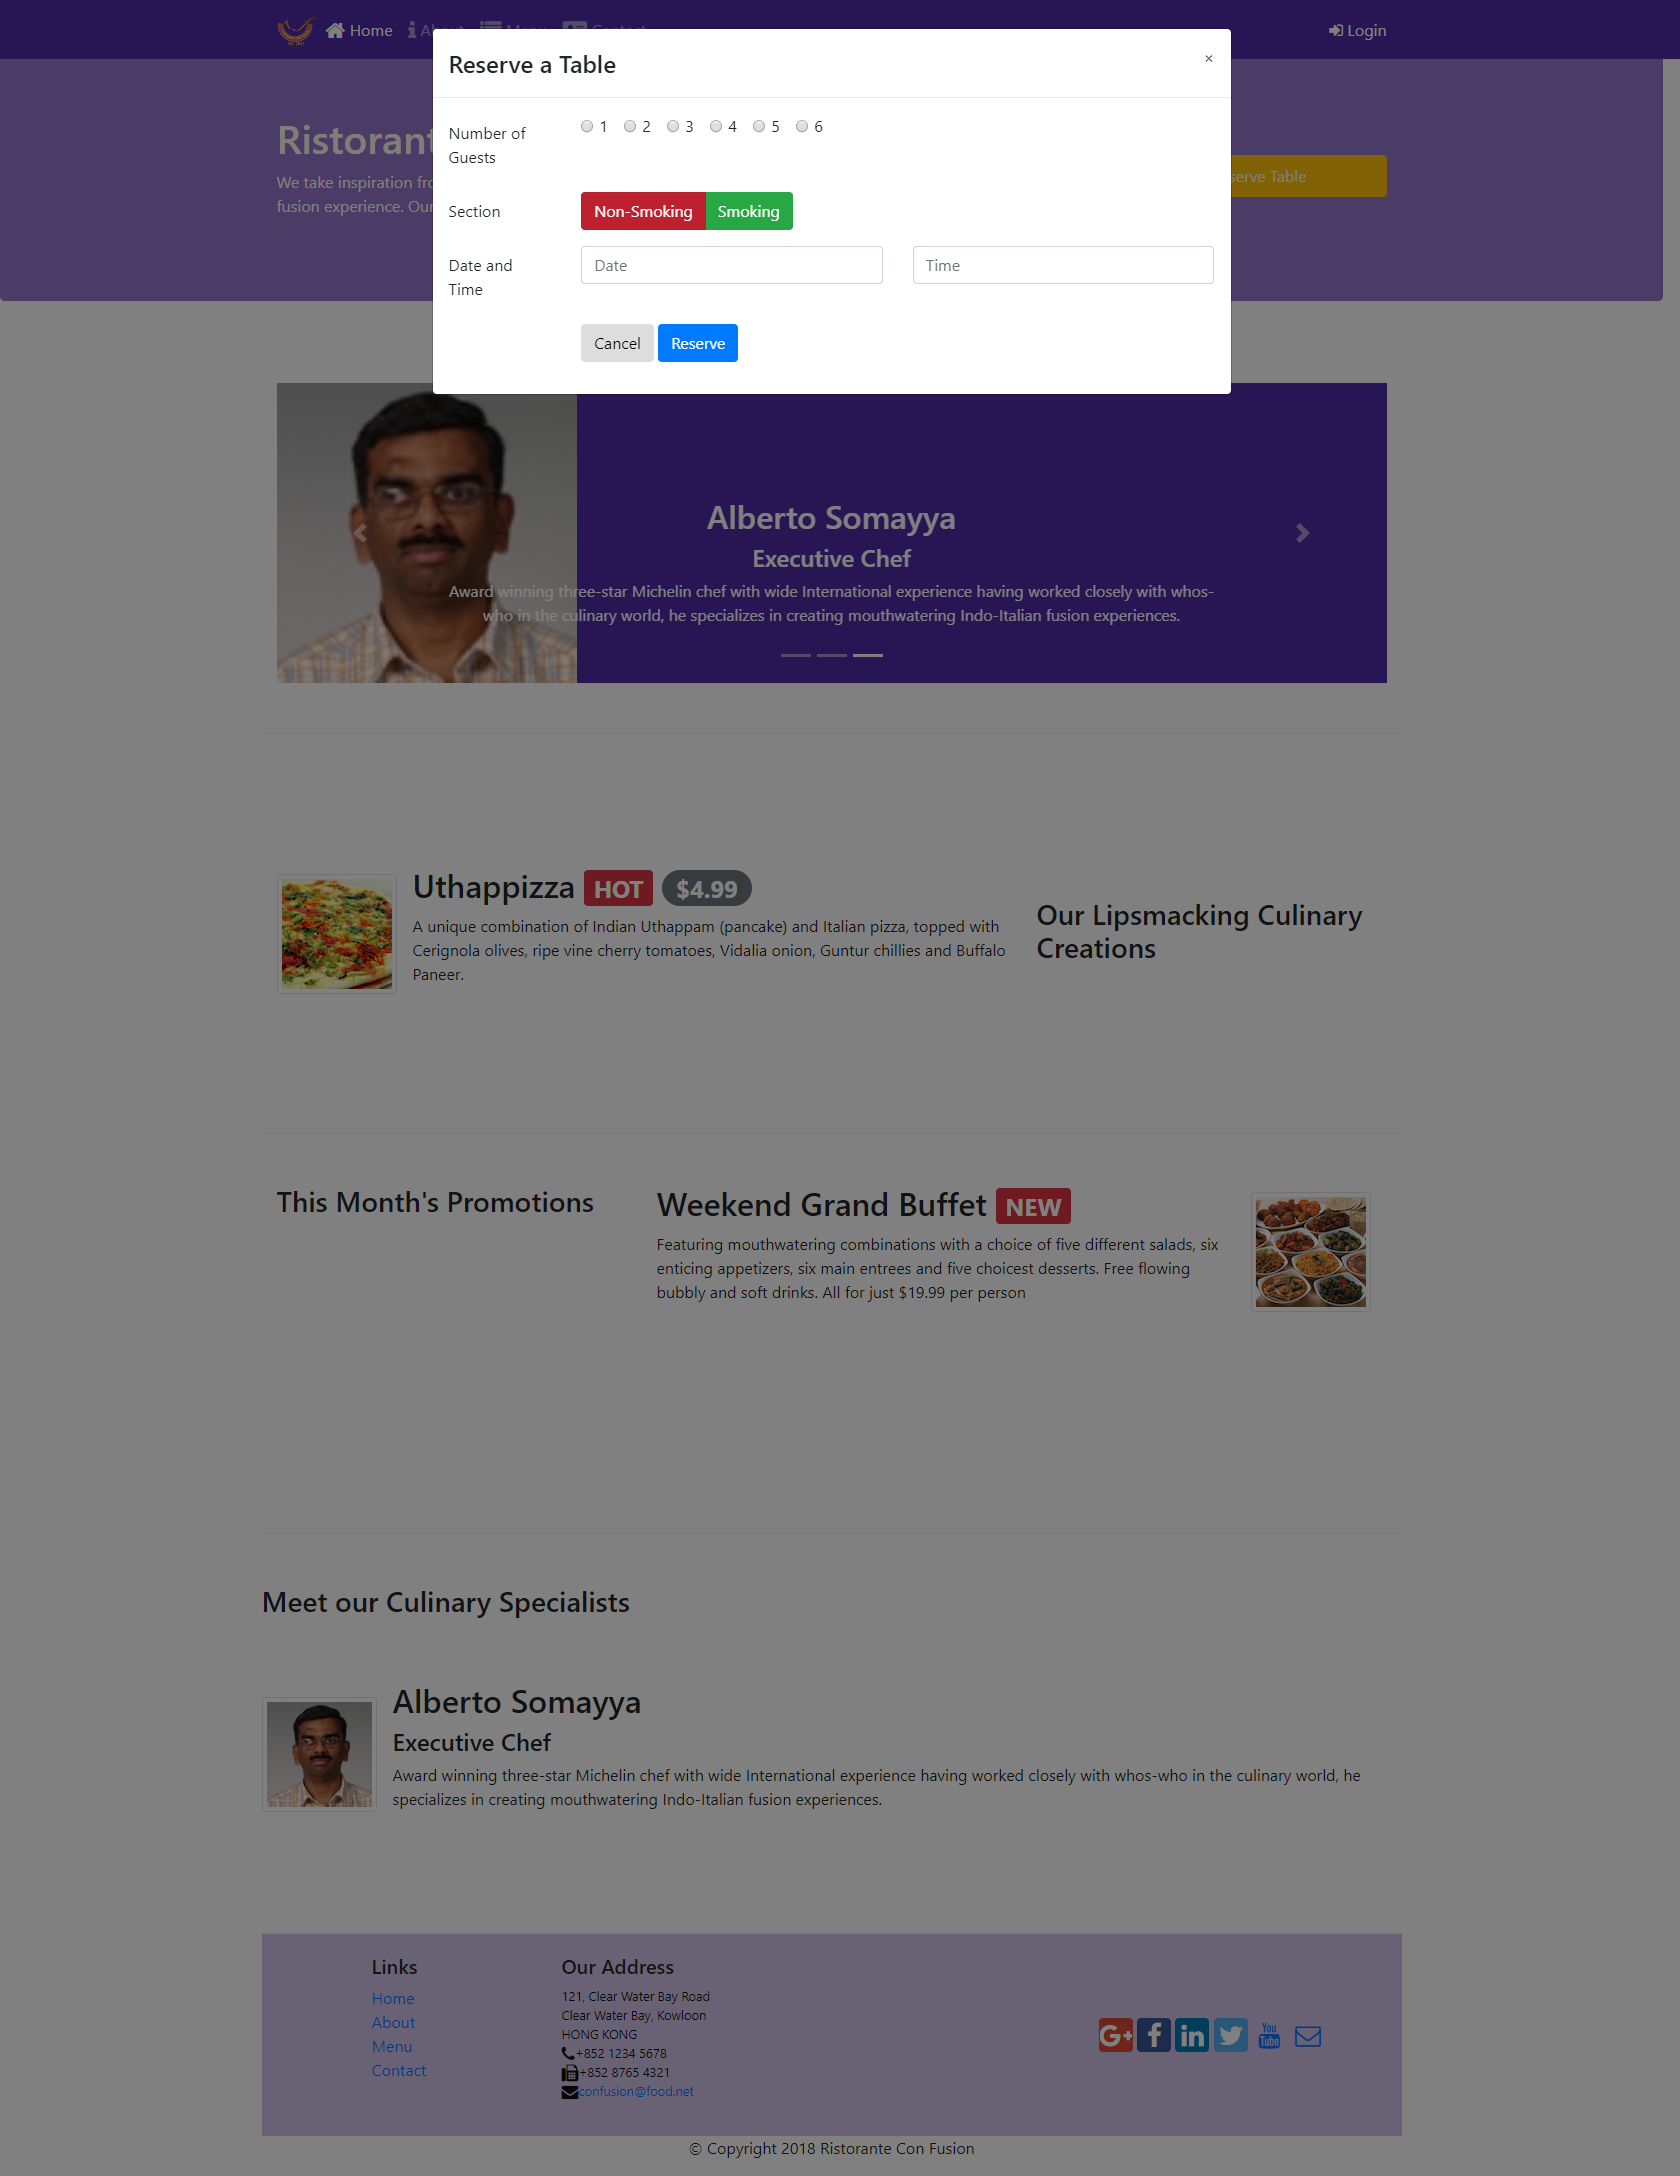 Home
Login
Reserve a Table
×
Number of
Guests
1 2 3 4 5 6
Ristorant
We take inspiration fr
fusion experience. Our
erve Table
Section
Non-Smoking
Smoking
Date and
Time
Date
Time
Cancel
Reserve
Alberto Somayya
Executive Chef
Award winning three-star Michelin chef with wide International experience having worked closely with whos-
who in the culinary world, he specializes in creating mouthwatering Indo-Italian fusion experiences.
Uthappizza HOT $4.99
A unique combination of Indian Uthappam (pancake) and Italian pizza, topped with
Cerignola olives, ripe vine cherry tomatoes, Vidalia onion, Guntur chillies and Buffalo
Paneer.
Our Lipsmacking Culinary
Creations
This Month's Promotions
Weekend Grand Buffet NEW
Featuring mouthwatering combinations with a choice of five different salads, six
enticing appetizers, six main entrees and five choicest desserts. Free flowing
bubbly and soft drinks. All for just $19.99 per person
Meet our Culinary Specialists
Alberto Somayya
Executive Chef
Award winning three-star Michelin chef with wide International experience having worked closely with whos-who in the culinary world, he
specializes in creating mouthwatering Indo-Italian fusion experiences.
Links
Home
About
Menu
Contact
Our Address
121, Clear Water Bay Road
Clear Water Bay, Kowloon
HONG KONG
+852 1234 5678
+852 8765 4321
confusion@food.net
G+ f in You Tube
© Copyright 2018 Ristorante Con Fusion